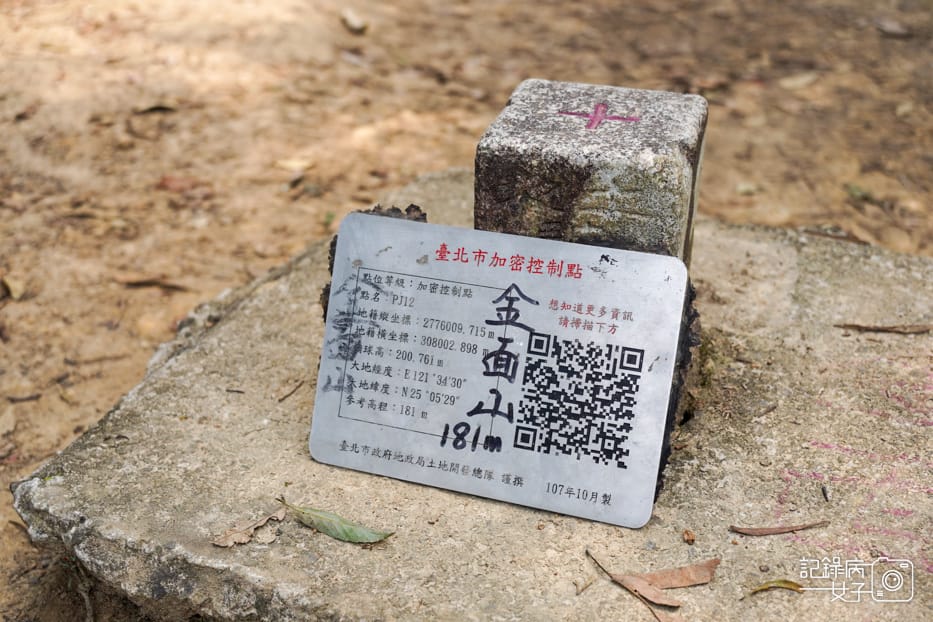 臺北市加密控制點
點位等級：加密控制點
點名：PJ12
地籍縱坐標：2776009.715m
地籍橫坐標：308002.898m
橢球高：200.761m
大地經度：E121°34'30"
大地緯度：N25°05'29"
參考高程：181m
金面山
181m
想知道更多資訊
請掃描下方
臺北市政府地政局土地開發總隊 謹撰
107年10月製
記錄病女子